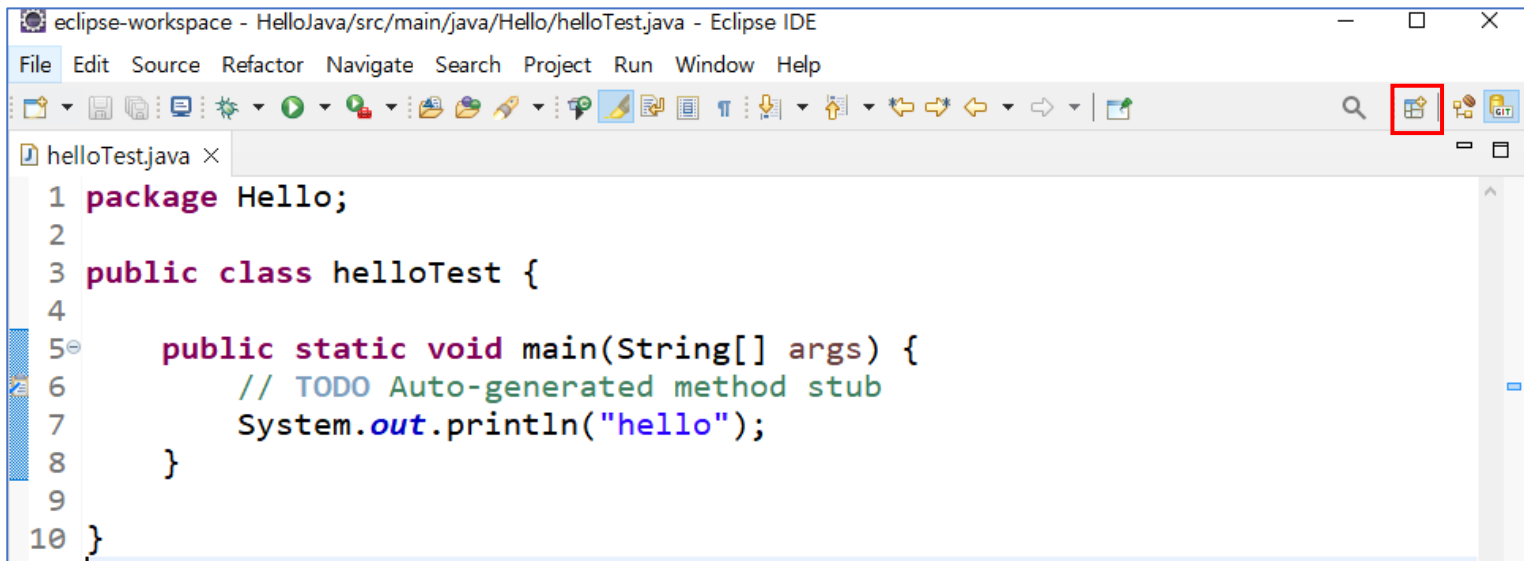 eclipse-workspace - HelloJava/src/main/java/Hello/helloTest.java - Eclipse IDE
File Edit Source Refactor Navigate Search Project Run Window Help
GIT
helloTest.java
1 package Hello;
2
3 public class helloTest {
4
5 public static void main(String[] args) {
6 // TODO Auto-generated method stub
7 System.out.println("hello");
8 }
9
10 }